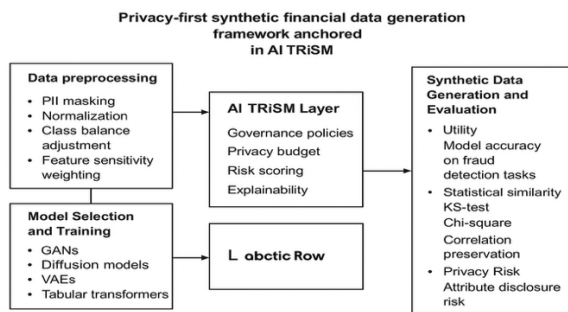 Privacy-first synthetic financial data generation
framework anchored
in AI TRiSM
Data preprocessing
• PII masking
• Normalization
• Class balance
adjustment
• Feature sensitivity
weighting
Model Selection
and Training
• GANs
• Diffusion models
• VAEs
• Tabular transformers
AI TRiSM Layer
Governance policies
Privacy budget
Risk scoring
Explainability
L abctic Row
Synthetic Data
Generation and
Evaluation
• Utility
Model accuracy
on fraud
detection tasks
• Statistical similarity
KS-test
Chi-square
Correlation
preservation
• Privacy Risk
Attribute disclosure
risk